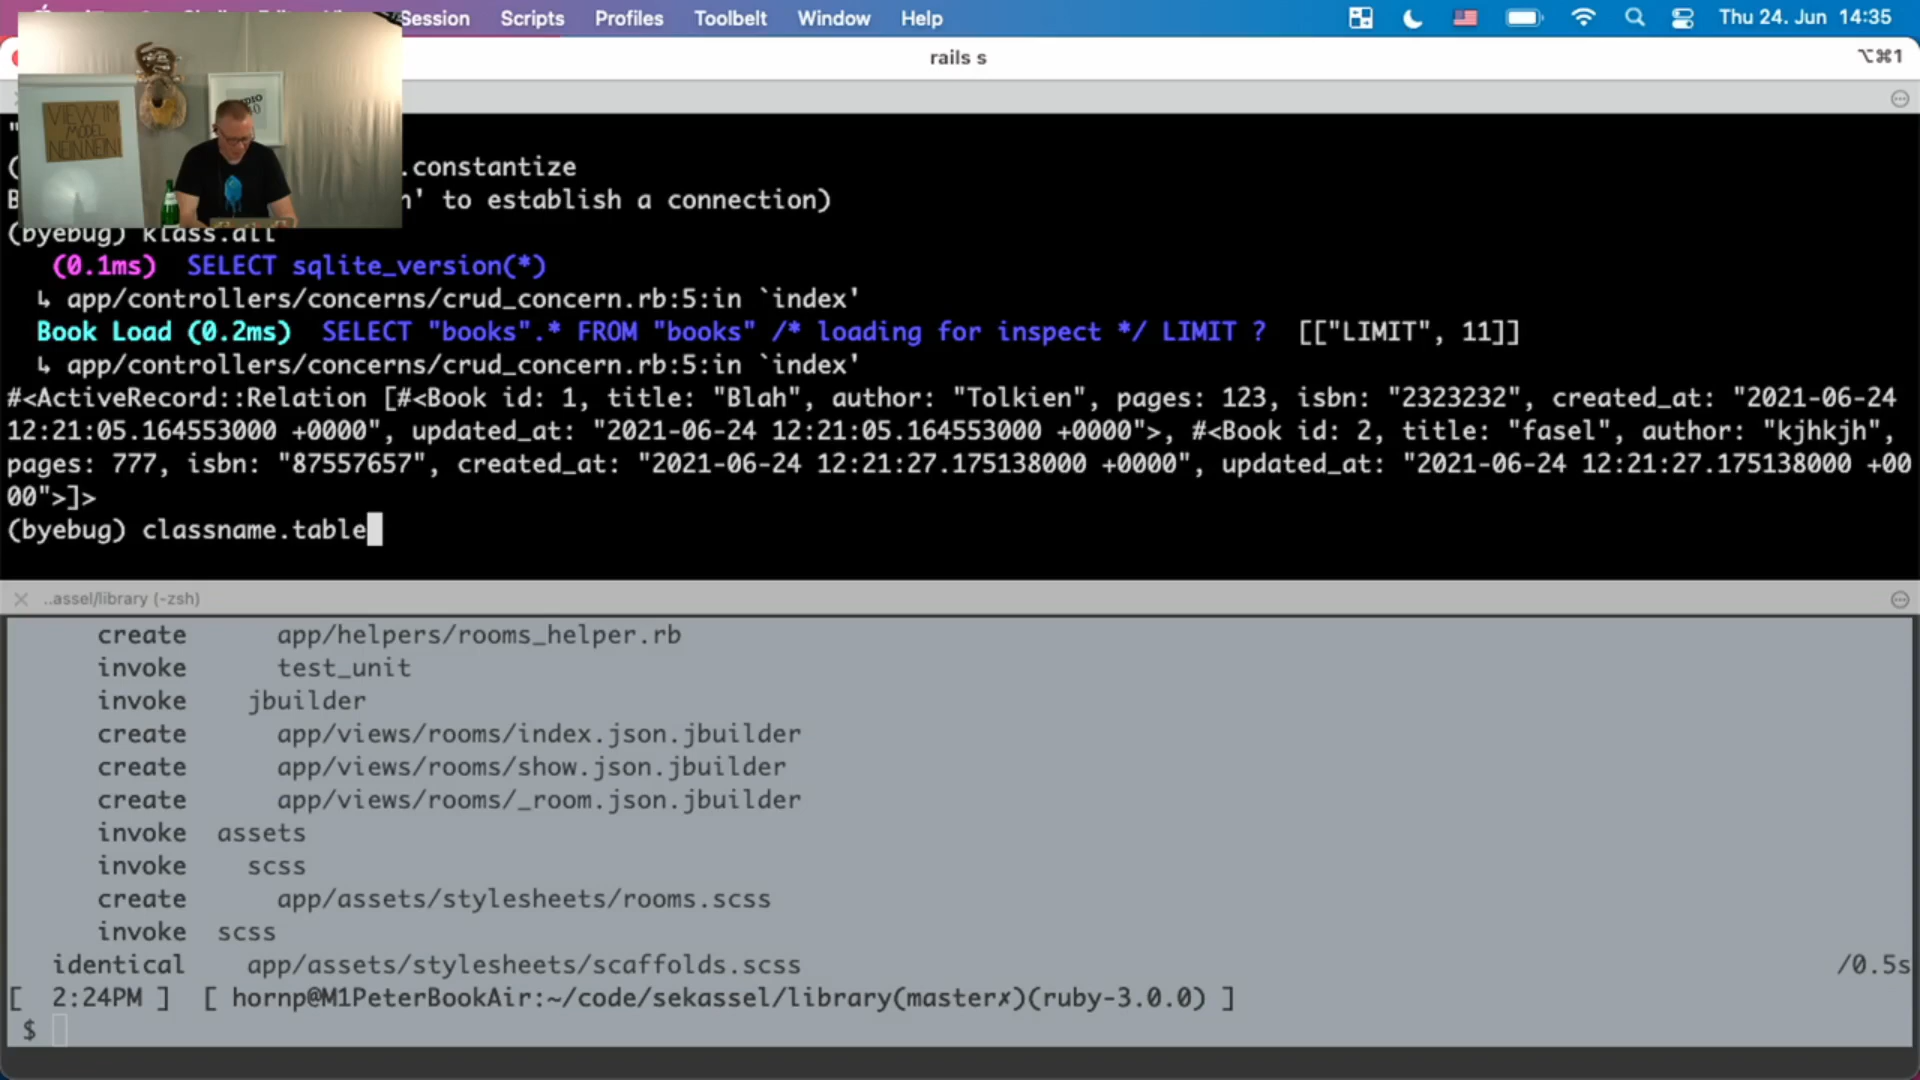 Session Scripts Profiles Toolbelt Window Help Thu 24. Jun 14:35
rails s ⌥⌘1
VIEW IM
MODEL
NEIN NEIN!
.constantize
n' to establish a connection)
(byebug) klass.all
(0.1ms) SELECT sqlite_version(*)
↳ app/controllers/concerns/crud_concern.rb:5:in `index'
Book Load (0.2ms) SELECT "books".* FROM "books" /* loading for inspect */ LIMIT ? [["LIMIT", 11]]
↳ app/controllers/concerns/crud_concern.rb:5:in `index'
#<ActiveRecord::Relation [#<Book id: 1, title: "Blah", author: "Tolkien", pages: 123, isbn: "2323232", created_at: "2021-06-24
12:21:05.164553000 +0000", updated_at: "2021-06-24 12:21:05.164553000 +0000">, #<Book id: 2, title: "fasel", author: "kjhkjh",
pages: 777, isbn: "87557657", created_at: "2021-06-24 12:21:27.175138000 +0000", updated_at: "2021-06-24 12:21:27.175138000 +00
00">]>
(byebug) classname.table
..assel/library (-zsh)
create app/helpers/rooms_helper.rb
invoke test_unit
invoke jbuilder
create app/views/rooms/index.json.jbuilder
create app/views/rooms/show.json.jbuilder
create app/views/rooms/_room.json.jbuilder
invoke assets
invoke scss
create app/assets/stylesheets/rooms.scss
invoke scss
identical app/assets/stylesheets/scaffolds.scss /0.5s
[ 2:24PM ] [ hornp@M1PeterBookAir:~/code/sekassel/library(master✗)(ruby-3.0.0) ]
$